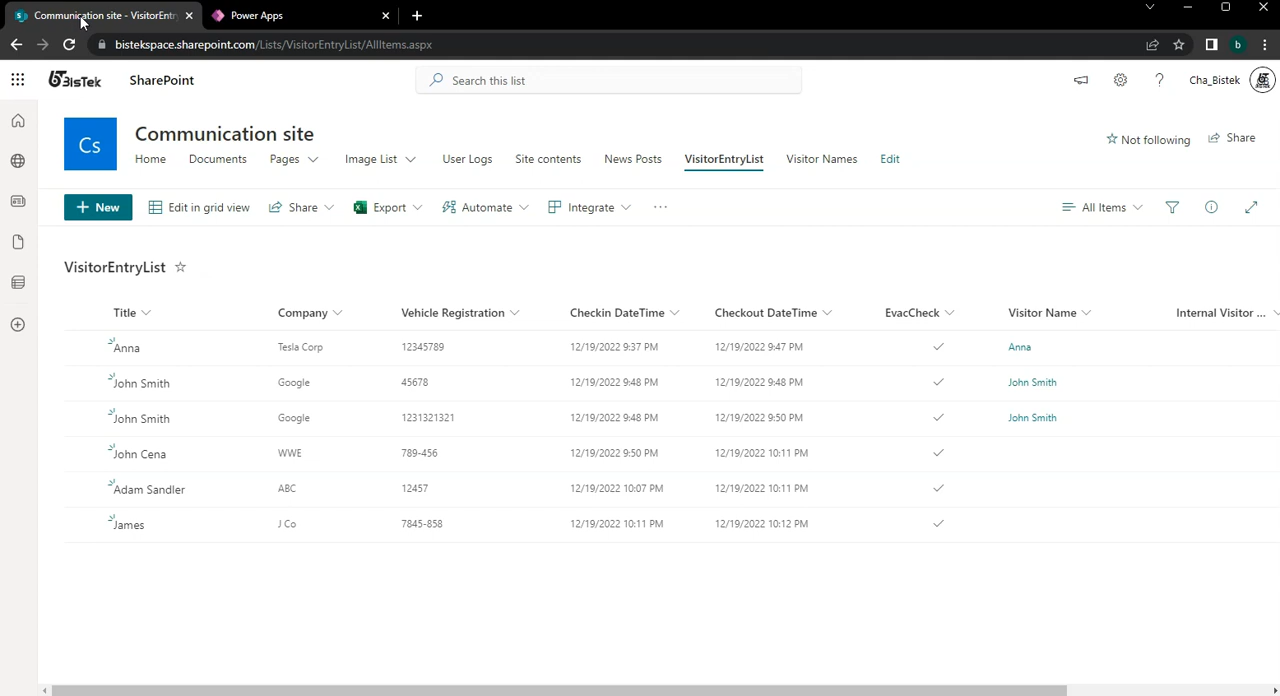 Communication site - VisitorEntry
Power Apps
bistekspace.sharepoint.com/Lists/VisitorEntryList/AllItems.aspx
b
BisTek
SharePoint
Search this list
Cha_Bistek
Cs
Communication site
Home
Documents
Pages
Image List
User Logs
Site contents
News Posts
VisitorEntryList
Visitor Names
Edit
Not following
Share
New
Edit in grid view
Share
Export
Automate
Integrate
All Items
VisitorEntryList
Title Company Vehicle Registration Checkin DateTime Checkout DateTime EvacCheck Visitor Name Internal Visitor ...
Anna Tesla Corp 12345789 12/19/2022 9:37 PM 12/19/2022 9:47 PM Anna
John Smith Google 45678 12/19/2022 9:48 PM 12/19/2022 9:48 PM John Smith
John Smith Google 1231321321 12/19/2022 9:48 PM 12/19/2022 9:50 PM John Smith
John Cena WWE 789-456 12/19/2022 9:50 PM 12/19/2022 10:11 PM
Adam Sandler ABC 12457 12/19/2022 10:07 PM 12/19/2022 10:11 PM
James J Co 7845-858 12/19/2022 10:11 PM 12/19/2022 10:12 PM